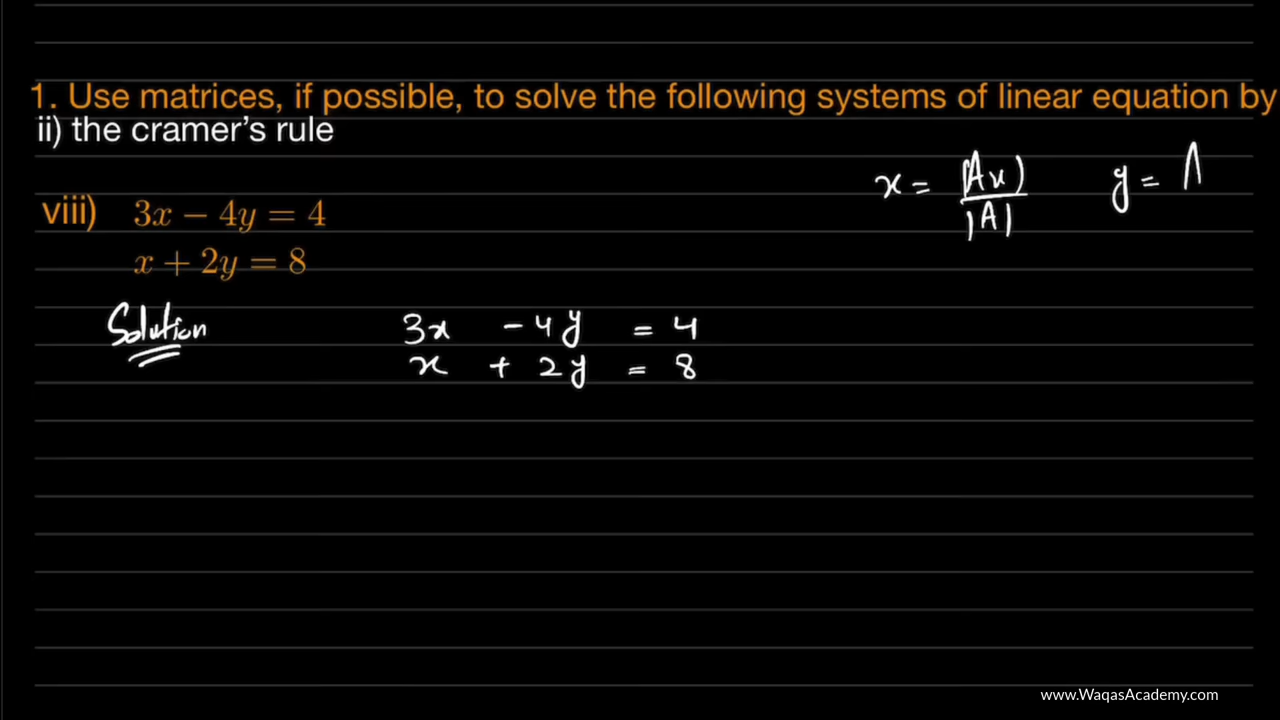 1. Use matrices, if possible, to solve the following systems of linear equation by
ii) the cramer's rule
x = |Ax| / |A|
y =
viii) 3x − 4y = 4
x + 2y = 8
Solution
3x - 4y = 4
x + 2y = 8
www.WaqasAcademy.com